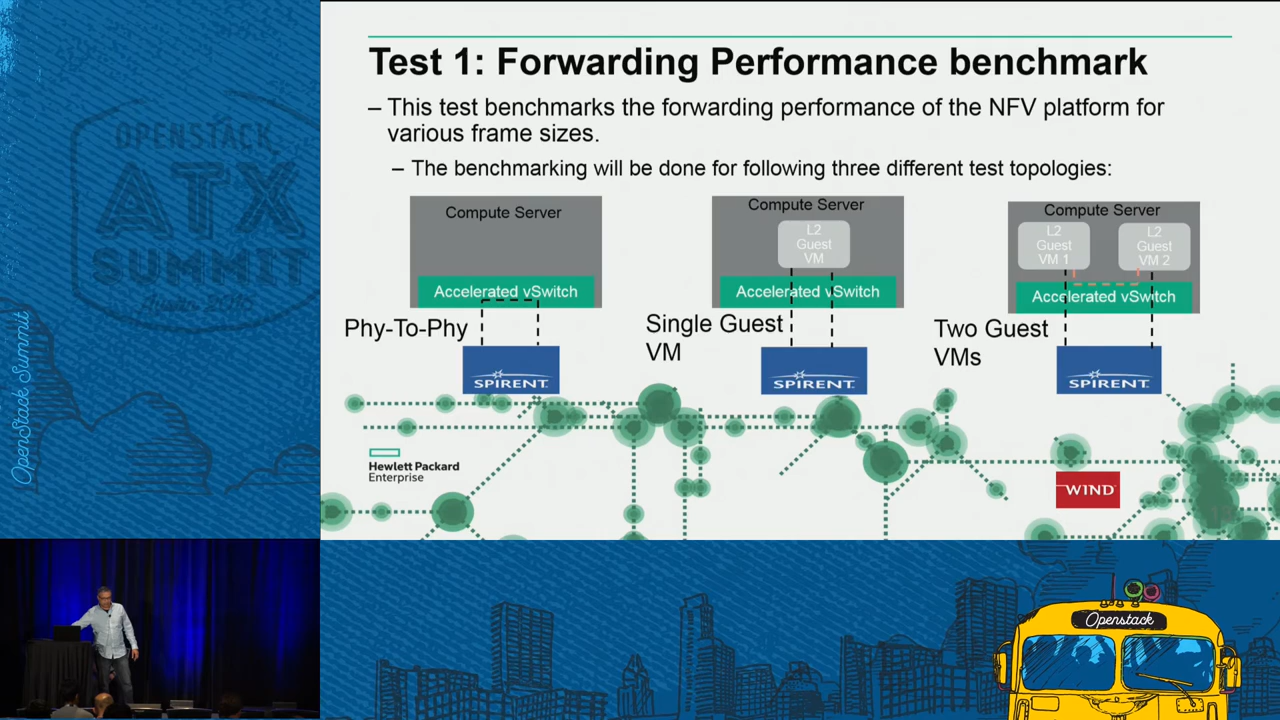 OPENSTACK
ATX
SUMMIT
Austin, 2
OpenStack Summit
Test 1: Forwarding Performance benchmark
– This test benchmarks the forwarding performance of the NFV platform for
various frame sizes.
– The benchmarking will be done for following three different test topologies:
Compute Server
Accelerated vSwitch
Phy-To-Phy
SPIRENT
Compute Server
L2
Guest
VM
Accelerated vSwitch
Single Guest
VM
SPIRENT
Compute Server
L2
Guest
VM 1
L2
Guest
VM 2
Accelerated vSwitch
Two Guest
VMs
SPIRENT
Hewlett Packard
Enterprise
WIND
Openstack